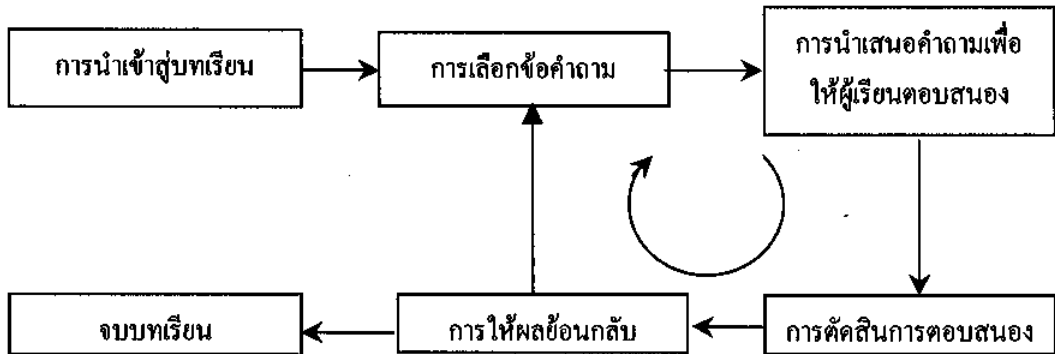 การนำเข้าสู่บทเรียน
การเลือกข้อคำถาม
การนำเสนอคำถามเพื่อ
ให้ผู้เรียนตอบสนอง
จบบทเรียน
การให้ผลย้อนกลับ
การตัดสินการตอบสนอง